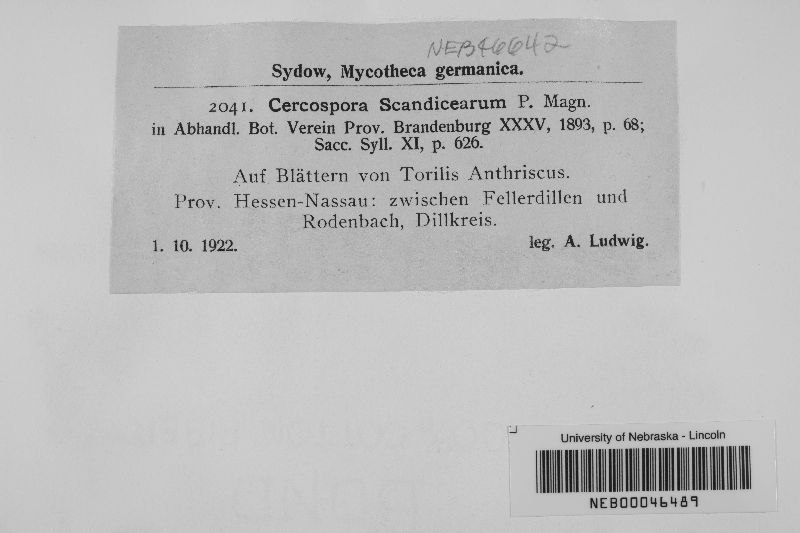 NEB46642
Sydow, Mycotheca germanica.
2041. Cercospora Scandicearum P. Magn.
in Abhandl. Bot. Verein Prov. Brandenburg XXXV, 1893, p. 68;
Sacc. Syll. XI, p. 626.
Auf Blättern von Torilis Anthriscus.
Prov. Hessen-Nassau: zwischen Fellerdillen und
Rodenbach, Dillkreis.
1. 10. 1922. leg. A. Ludwig.
University of Nebraska - Lincoln
NEB00046489